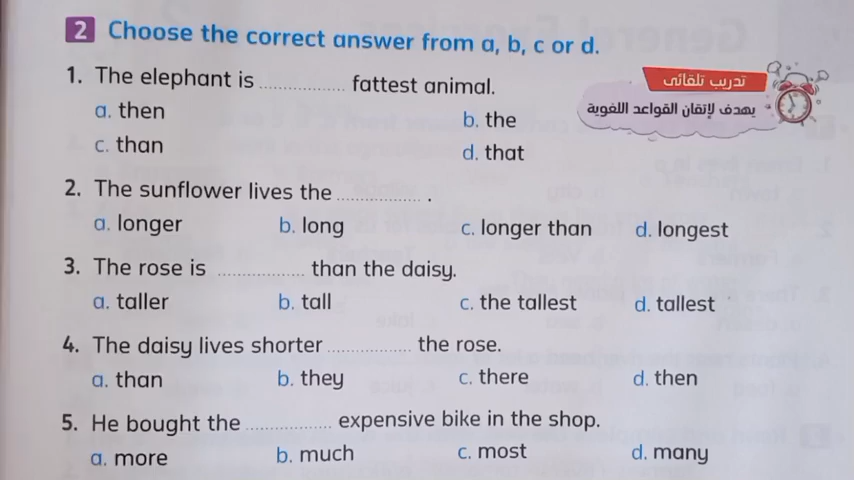 2 Choose the correct answer from a, b, c or d.
تدريب تلقائى
يهدف لإتقان القواعد اللغوية
1. The elephant is .............. fattest animal.
a. then b. the
c. than d. that
2. The sunflower lives the .............. .
a. longer b. long c. longer than d. longest
3. The rose is .............. than the daisy.
a. taller b. tall c. the tallest d. tallest
4. The daisy lives shorter .............. the rose.
a. than b. they c. there d. then
5. He bought the .............. expensive bike in the shop.
a. more b. much c. most d. many